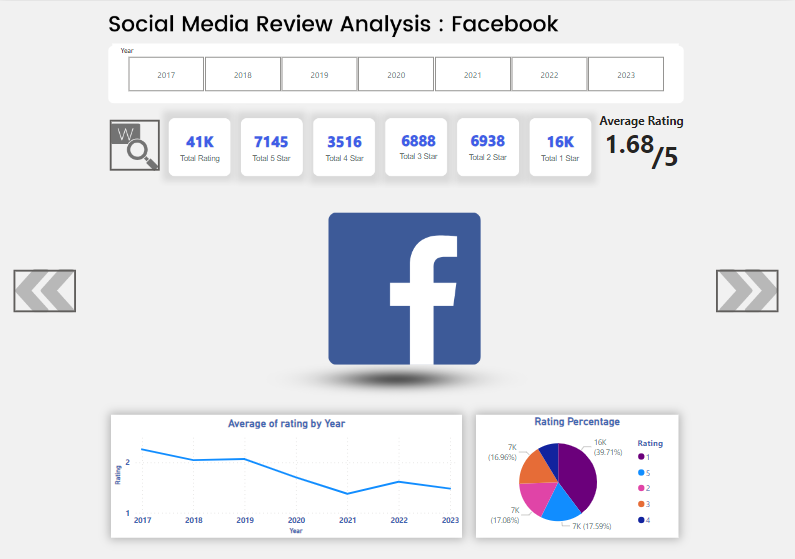 Social Media Review Analysis : Facebook
Year
2017 2018 2019 2020 2021 2022 2023
W
41K
Total Rating
7145
Total 5 Star
3516
Total 4 Star
6888
Total 3 Star
6938
Total 2 Star
16K
Total 1 Star
Average Rating
1.68/5
f
Average of rating by Year
Rating
2
1
2017 2018 2019 2020 2021 2022 2023
Year
Rating Percentage
16K
(39.71%)
7K (17.59%)
7K
(17.08%)
7K
(16.96%)
Rating
1
5
2
3
4